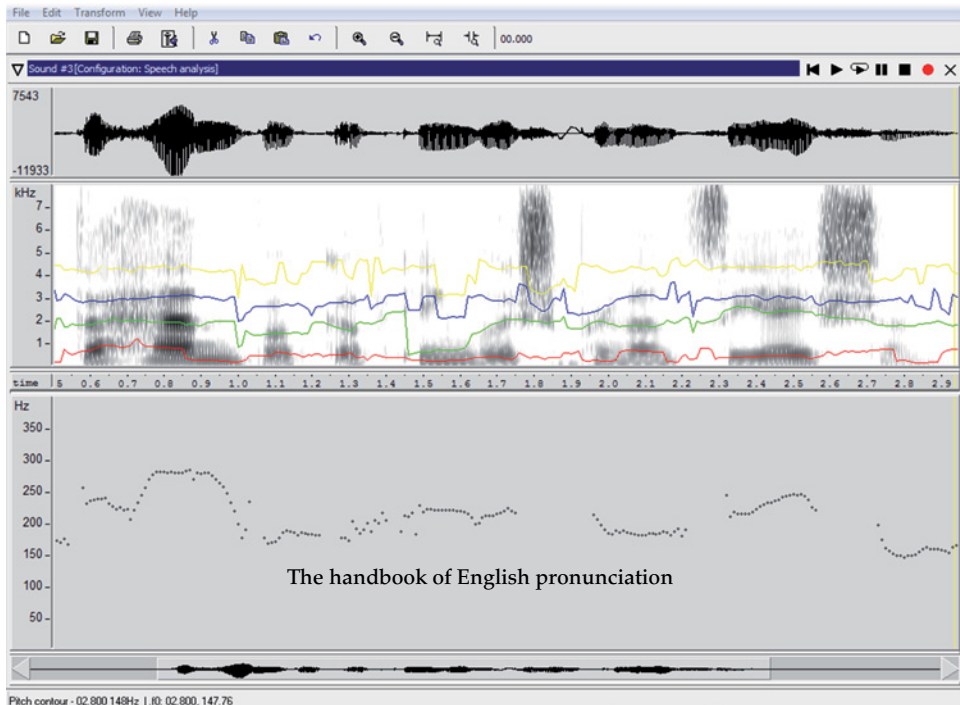 File Edit Transform View Help
00.000
Sound #3[Configuration: Speech analysis]
7543
-11933
kHz
7
6
5
4
3
2
1
time 5 0.6 0.7 0.8 0.9 1.0 1.1 1.2 1.3 1.4 1.5 1.6 1.7 1.8 1.9 2.0 2.1 2.2 2.3 2.4 2.5 2.6 2.7 2.8 2.9
Hz
350
300
250
200
150
100
50
The handbook of English pronunciation
Pitch contour - 02.800 148Hz | f0: 02.800, 147.76